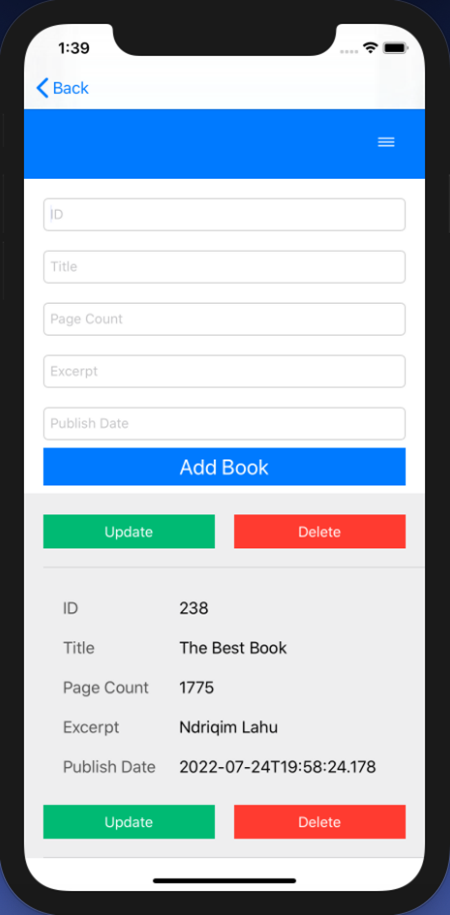 1:39
Back
ID
Title
Page Count
Excerpt
Publish Date
Add Book
Update Delete
ID 238
Title The Best Book
Page Count 1775
Excerpt Ndriqim Lahu
Publish Date 2022-07-24T19:58:24.178
Update Delete